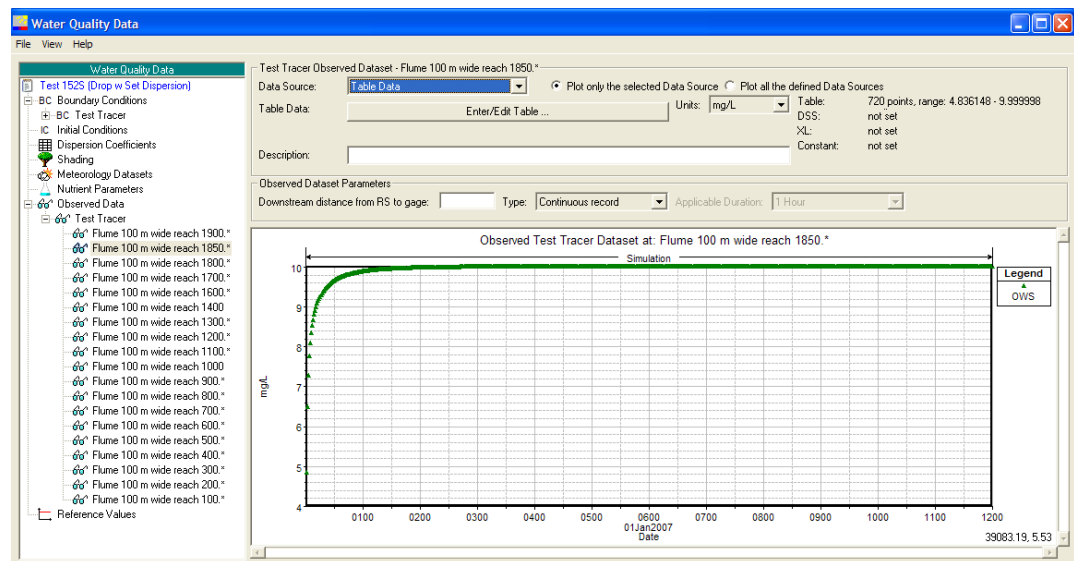 Water Quality Data
File View Help
Water Quality Data
Test 152S (Drop w Set Dispersion)
BC Boundary Conditions
BC Test Tracer
IC Initial Conditions
Dispersion Coefficients
Shading
Meteorology Datasets
Nutrient Parameters
Observed Data
Test Tracer
Flume 100 m wide reach 1900.*
Flume 100 m wide reach 1850.*
Flume 100 m wide reach 1800.*
Flume 100 m wide reach 1700.*
Flume 100 m wide reach 1600.*
Flume 100 m wide reach 1400
Flume 100 m wide reach 1300.*
Flume 100 m wide reach 1200.*
Flume 100 m wide reach 1100.*
Flume 100 m wide reach 1000
Flume 100 m wide reach 900.*
Flume 100 m wide reach 800.*
Flume 100 m wide reach 700.*
Flume 100 m wide reach 600.*
Flume 100 m wide reach 500.*
Flume 100 m wide reach 400.*
Flume 100 m wide reach 300.*
Flume 100 m wide reach 200.*
Flume 100 m wide reach 100.*
Reference Values
Test Tracer Observed Dataset - Flume 100 m wide reach 1850.*
Data Source: Table Data Plot only the selected Data Source Plot all the defined Data Sources
Table Data: Enter/Edit Table ... Units: mg/L Table: 720 points, range: 4.836148 - 9.999998
DSS: not set
XL: not set
Constant: not set
Description:
Observed Dataset Parameters
Downstream distance from RS to gage: Type: Continuous record Applicable Duration: 1 Hour
Observed Test Tracer Dataset at: Flume 100 m wide reach 1850.*
Simulation
10
9
8
7
6
5
4
mg/L
Legend
OWS
0100 0200 0300 0400 0500 0600 0700 0800 0900 1000 1100 1200
01Jan2007
Date
39083.19, 5.53